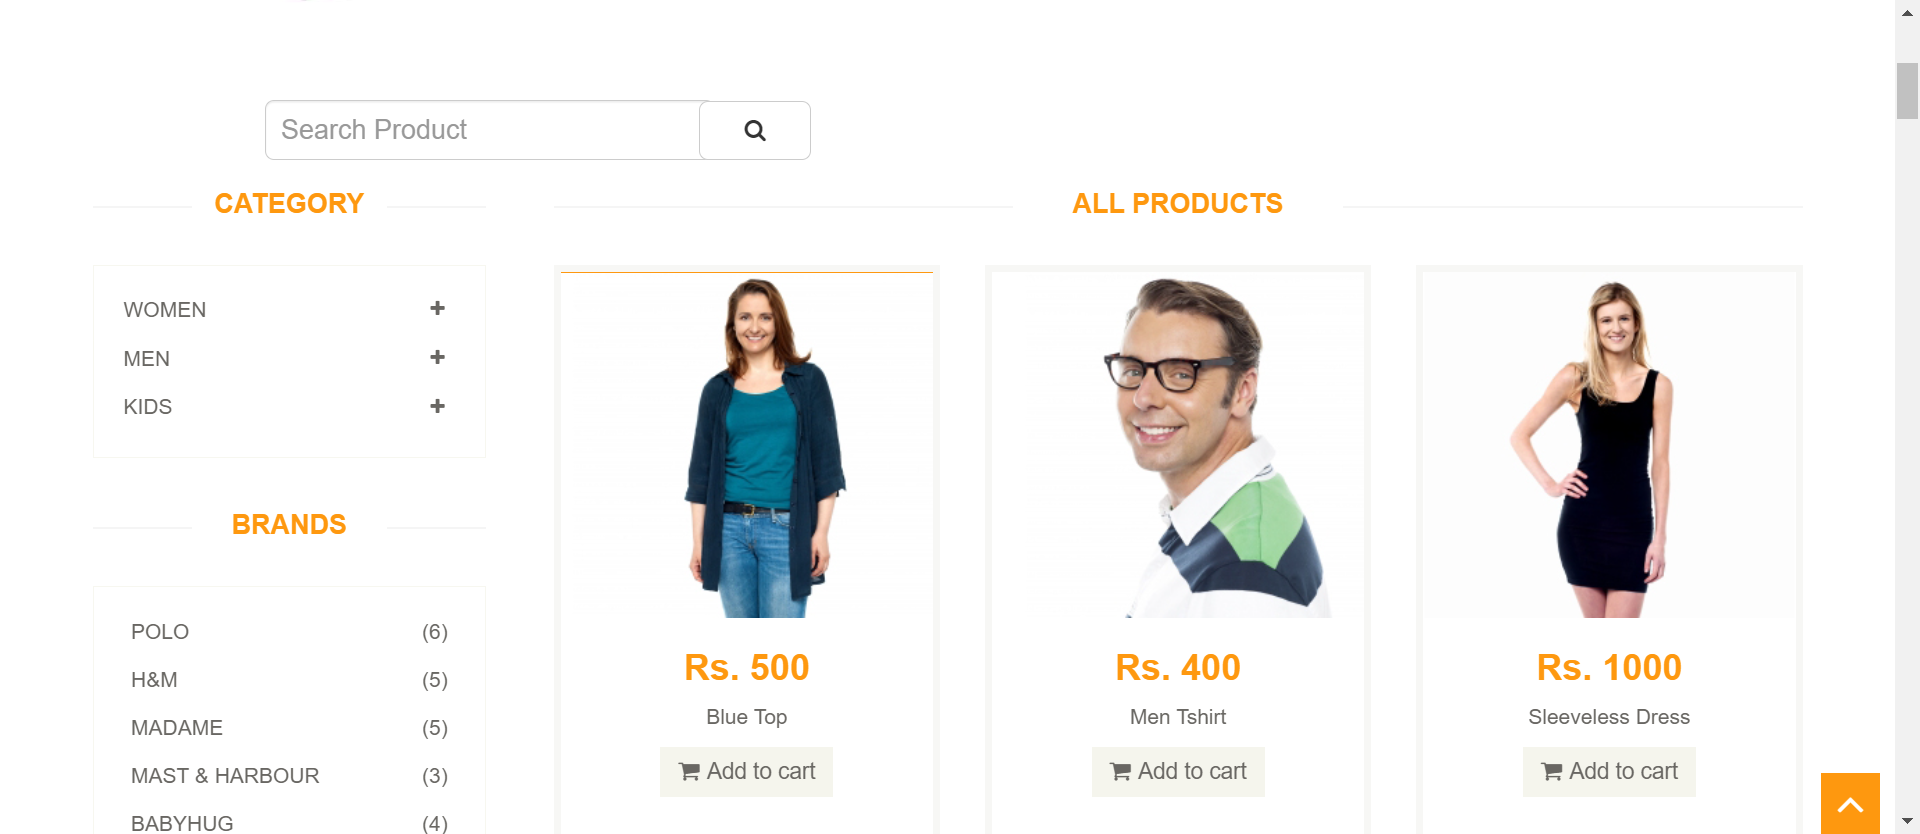 Search Product
CATEGORY
WOMEN
MEN
KIDS
BRANDS
POLO (6)
H&M (5)
MADAME (5)
MAST & HARBOUR (3)
BABYHUG (4)
ALL PRODUCTS
Rs. 500
Blue Top
Add to cart
Rs. 400
Men Tshirt
Add to cart
Rs. 1000
Sleeveless Dress
Add to cart